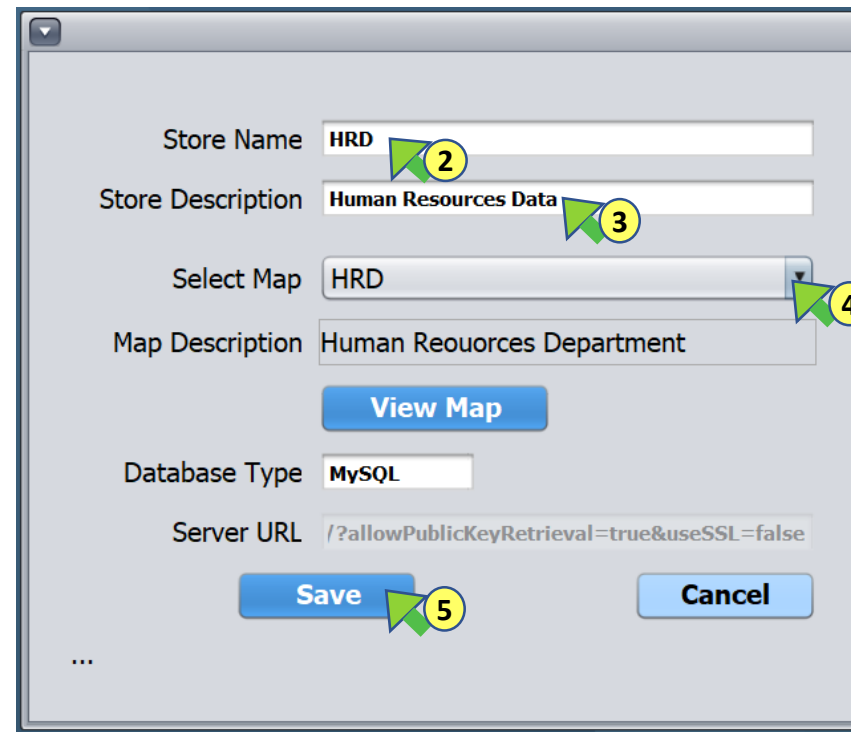 Store Name HRD 2
Store Description Human Resources Data 3
Select Map HRD 4
Map Description Human Reouorces Department
View Map
Database Type MySQL
Server URL /?allowPublicKeyRetrieval=true&useSSL=false
Save 5 Cancel
...